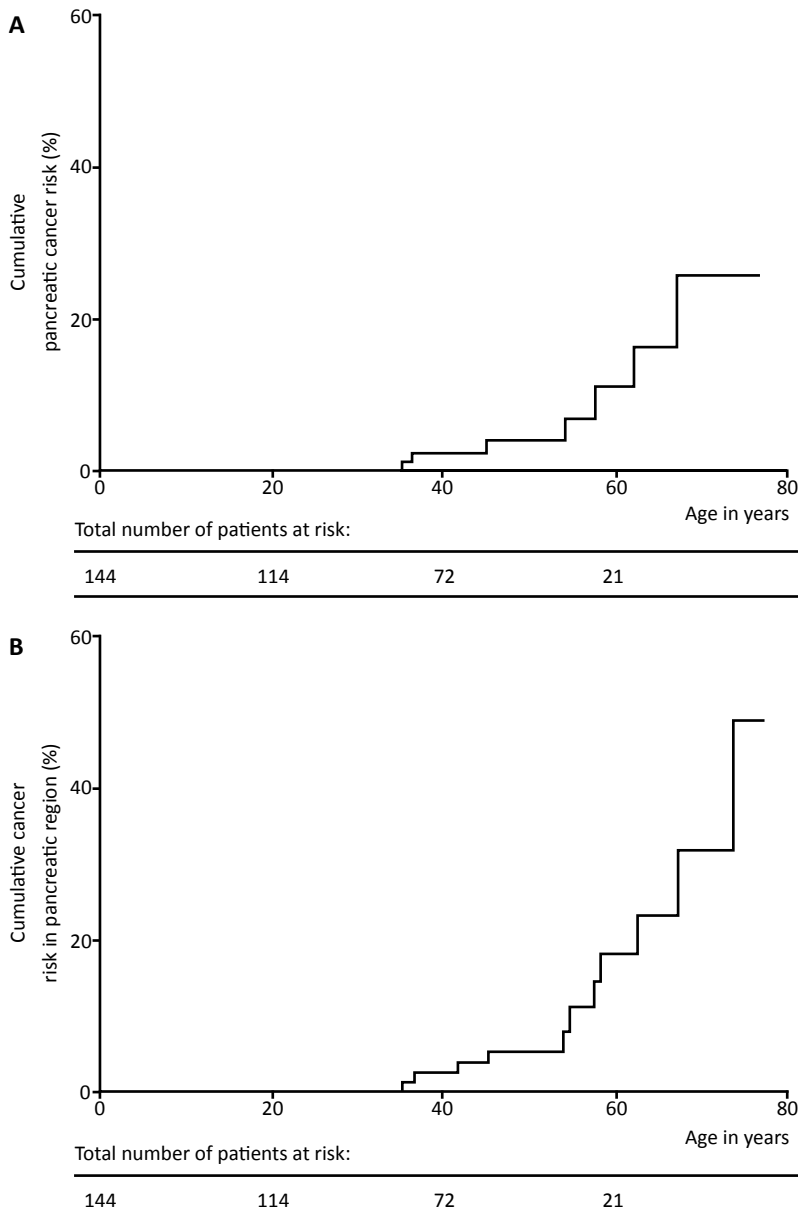 A
Cumulative
pancreatic cancer risk (%)
60
40
20
0
0 20 40 60 80
Age in years
Total number of patients at risk:
144 114 72 21
B
Cumulative cancer
risk in pancreatic region (%)
60
40
20
0
0 20 40 60 80
Age in years
Total number of patients at risk:
144 114 72 21